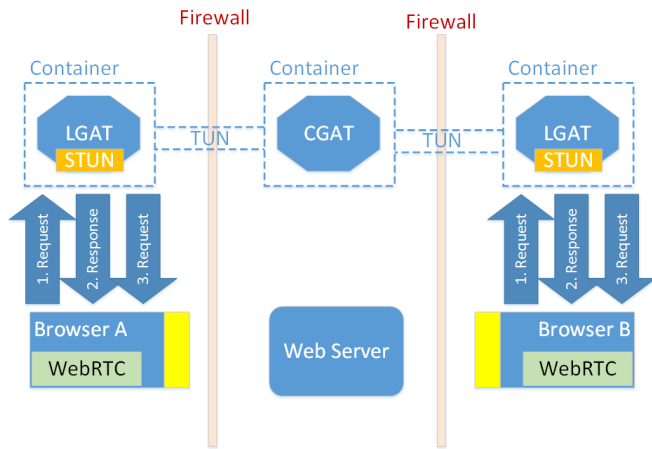 Firewall
Firewall
Container
Container
Container
LGAT
STUN
TUN
CGAT
TUN
LGAT
STUN
1. Request
2. Response
3. Request
1. Request
2. Response
3. Request
Browser A
WebRTC
Web Server
Browser B
WebRTC